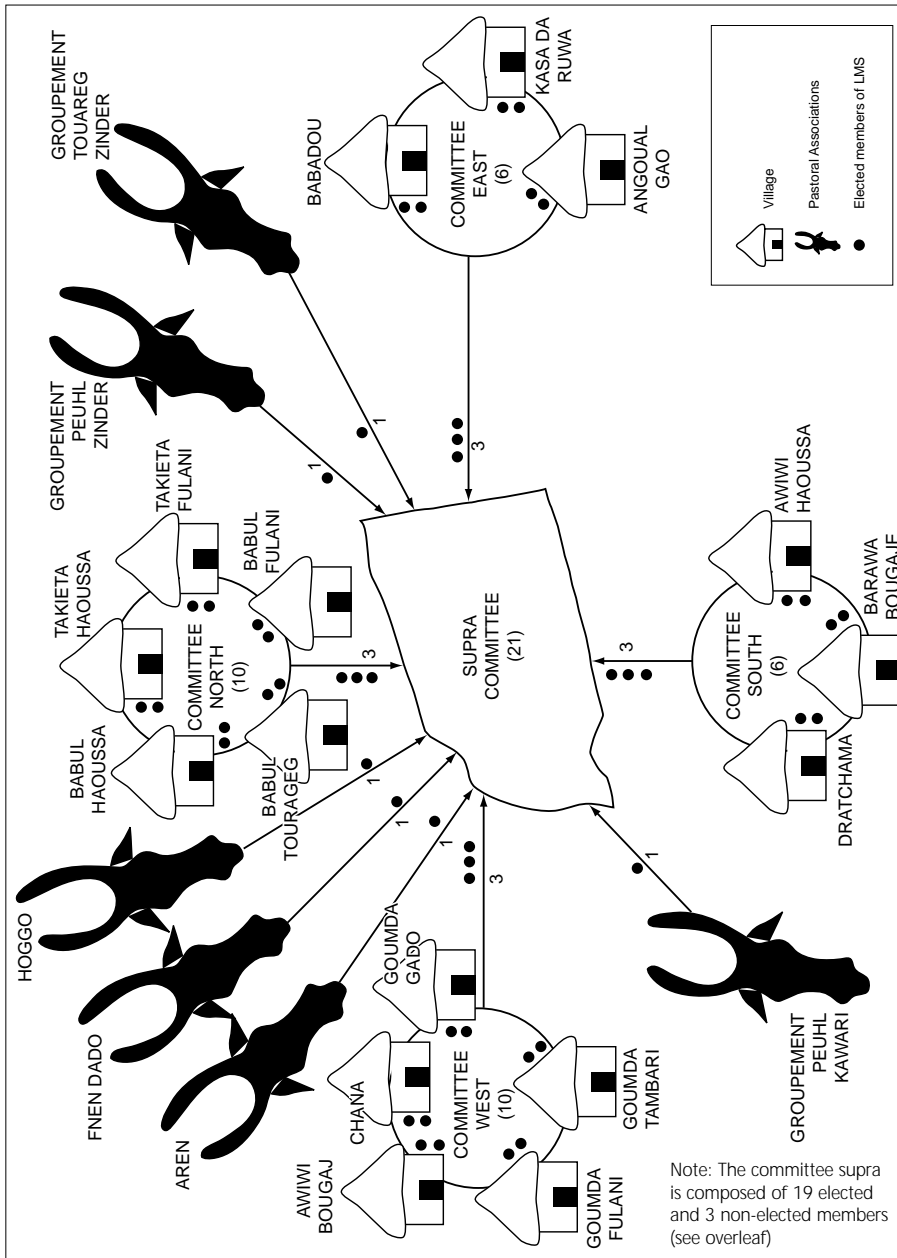 GROUPEMENT
TOUAREG
ZINDER
GROUPEMENT
PEUHL
ZINDER
HOGGO
FNEN DADO
AREN
TAKIETA
HAOUSSA
TAKIETA
FULANI
BABUL
HAOUSSA
BABUL
FULANI
BABUL
TOURAGEG
COMMITTEE
NORTH
(10)
BABADOU
KASA DA
RUWA
ANGOUAL
GAO
COMMITTEE
EAST
(6)
1
1
3
3
1
1
1
3
3
1
SUPRA
COMMITTEE
(21)
GOUMDA
GADO
CHANA
AWIWI
BOUGAJ
GOUMDA
FULANI
GOUMDA
TAMBARI
COMMITTEE
WEST
(10)
AWIWI
HAOUSSA
BARAWA
BOUGAJE
DRATCHAMA
COMMITTEE
SOUTH
(6)
GROUPEMENT
PEUHL
KAWARI
Village
Pastoral Associations
Elected members of LMS
Note: The committee supra
is composed of 19 elected
and 3 non-elected members
(see overleaf)